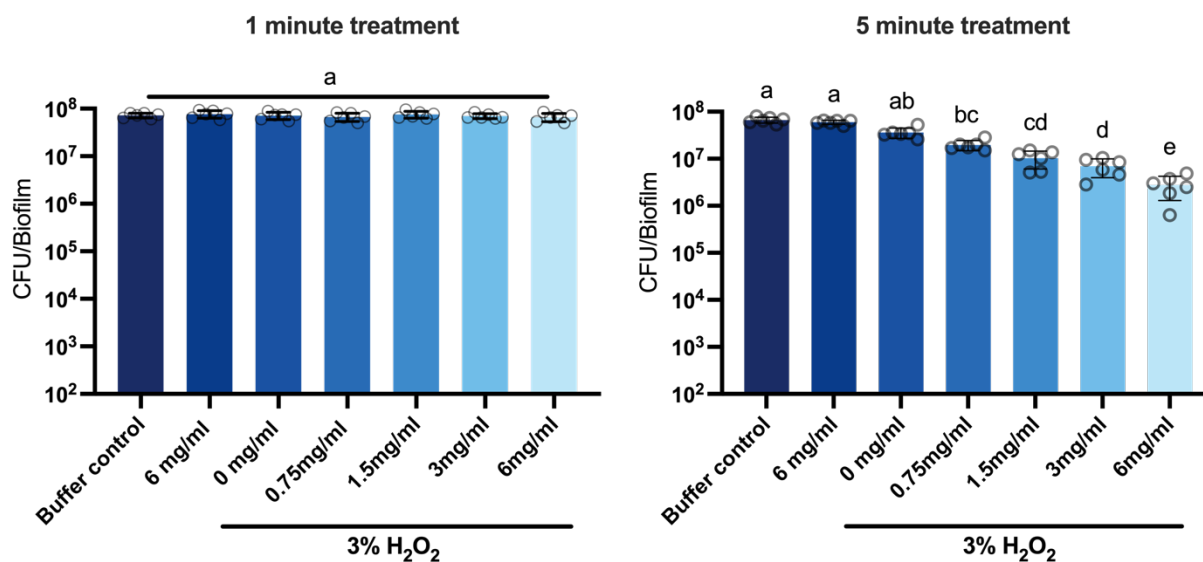 1 minute treatment
a
CFU/Biofilm
10⁸
10⁷
10⁶
10⁵
10⁴
10³
10²
Buffer control
6 mg/ml
0 mg/ml
0.75mg/ml
1.5mg/ml
3mg/ml
6mg/ml
3% H₂O₂
5 minute treatment
a a ab bc cd d e
CFU/Biofilm
10⁸
10⁷
10⁶
10⁵
10⁴
10³
10²
Buffer control
6 mg/ml
0 mg/ml
0.75mg/ml
1.5mg/ml
3mg/ml
6mg/ml
3% H₂O₂